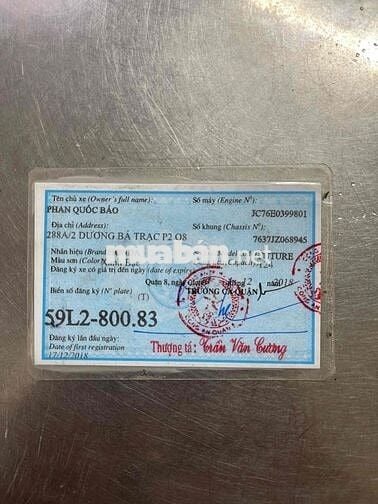 Tên chủ xe (Owner's full name): Số máy (Engine Nº):
PHAN QUỐC BẢO JC76E0399801
Địa chỉ (Address): Số khung (Chassis Nº):
288A/2 DƯƠNG BÁ TRẠC P2 Q8 7637JZ068945
Nhãn hiệu (Brand
Màu sơn (Color
muaban.net
Đăng ký xe có giá trị đến ngày (date of expiry)
Quận 8, ngày 2018
Biển số đăng ký (Nº plate) TRƯỞNG CA QUẬN
(T)
59L2-800.83
Đăng ký lần đầu ngày:
Date of first registration
17/12/2018
Thượng tá: Trần Văn Cương